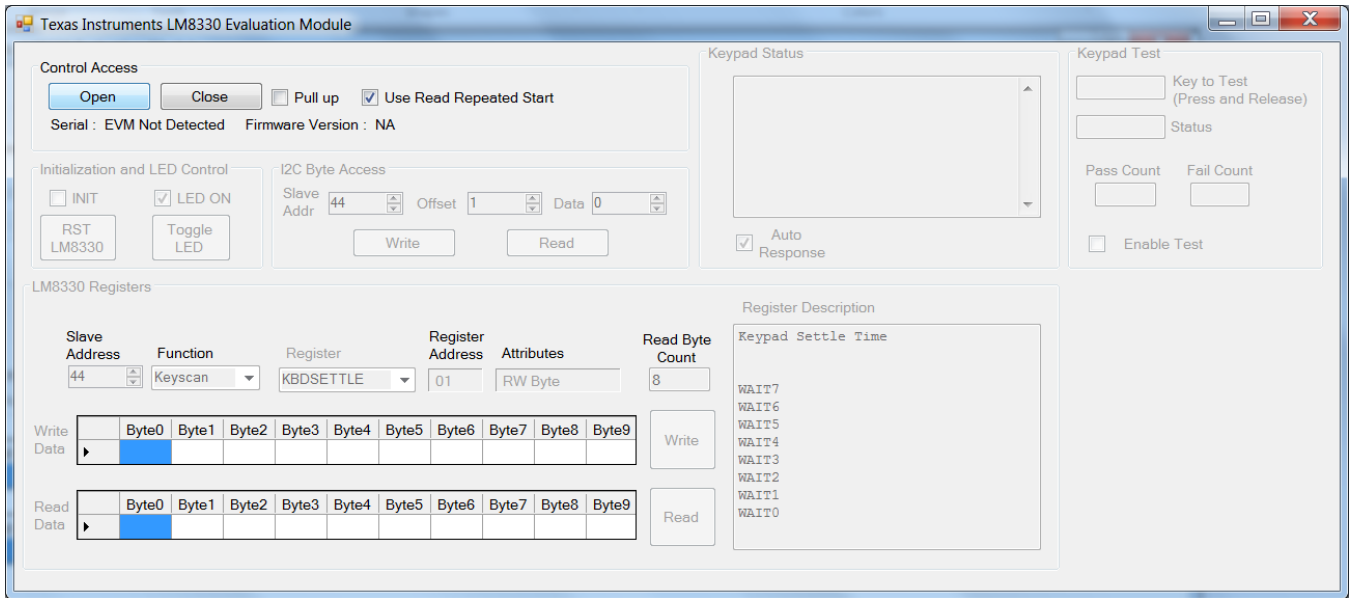 Texas Instruments LM8330 Evaluation Module
Control Access
Open Close Pull up Use Read Repeated Start
Serial : EVM Not Detected Firmware Version : NA
Initialization and LED Control
INIT LED ON
RST
LM8330
Toggle
LED
I2C Byte Access
Slave
Addr
44 Offset 1 Data 0
Write Read
Keypad Status
Auto
Response
Keypad Test
Key to Test
(Press and Release)
Status
Pass Count Fail Count
Enable Test
LM8330 Registers
Slave
Address
Function
Register
Register
Address
Attributes
Read Byte
Count
44 Keyscan KBDSETTLE 01 RW Byte 8
Write
Data
Byte0 Byte1 Byte2 Byte3 Byte4 Byte5 Byte6 Byte7 Byte8 Byte9
Write
Read
Data
Byte0 Byte1 Byte2 Byte3 Byte4 Byte5 Byte6 Byte7 Byte8 Byte9
Read
Register Description
Keypad Settle Time
WAIT7
WAIT6
WAIT5
WAIT4
WAIT3
WAIT2
WAIT1
WAIT0